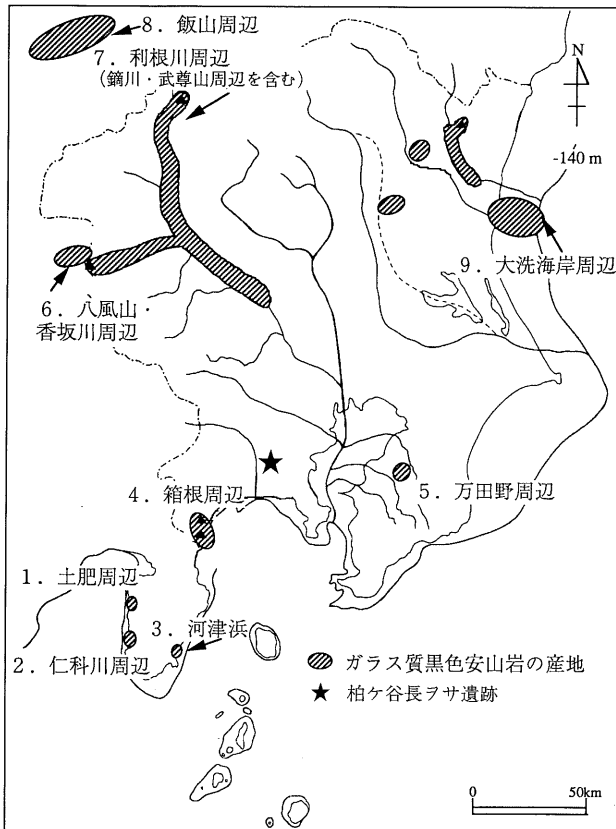 8．飯山周辺
7．利根川周辺
（鏑川・武尊山周辺を含む）
N
-140 m
9．大洗海岸周辺
6．八風山・
香坂川周辺
4．箱根周辺
5．万田野周辺
1．土肥周辺
3．河津浜
2．仁科川周辺
ガラス質黒色安山岩の産地
★ 柏ケ谷長ヲサ遺跡
0 50km